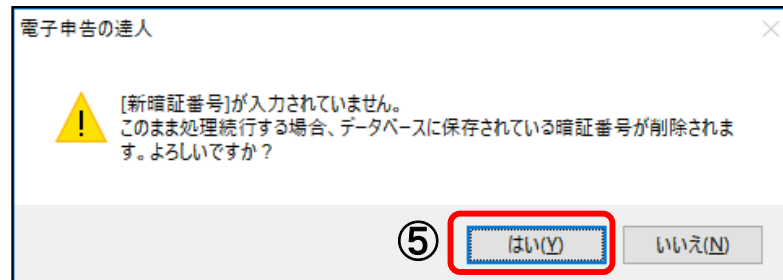 電子申告の達人
[新暗証番号]が入力されていません。
このまま処理続行する場合、データベースに保存されている暗証番号が削除されま
す。よろしいですか？
⑤ はい(Y) いいえ(N)